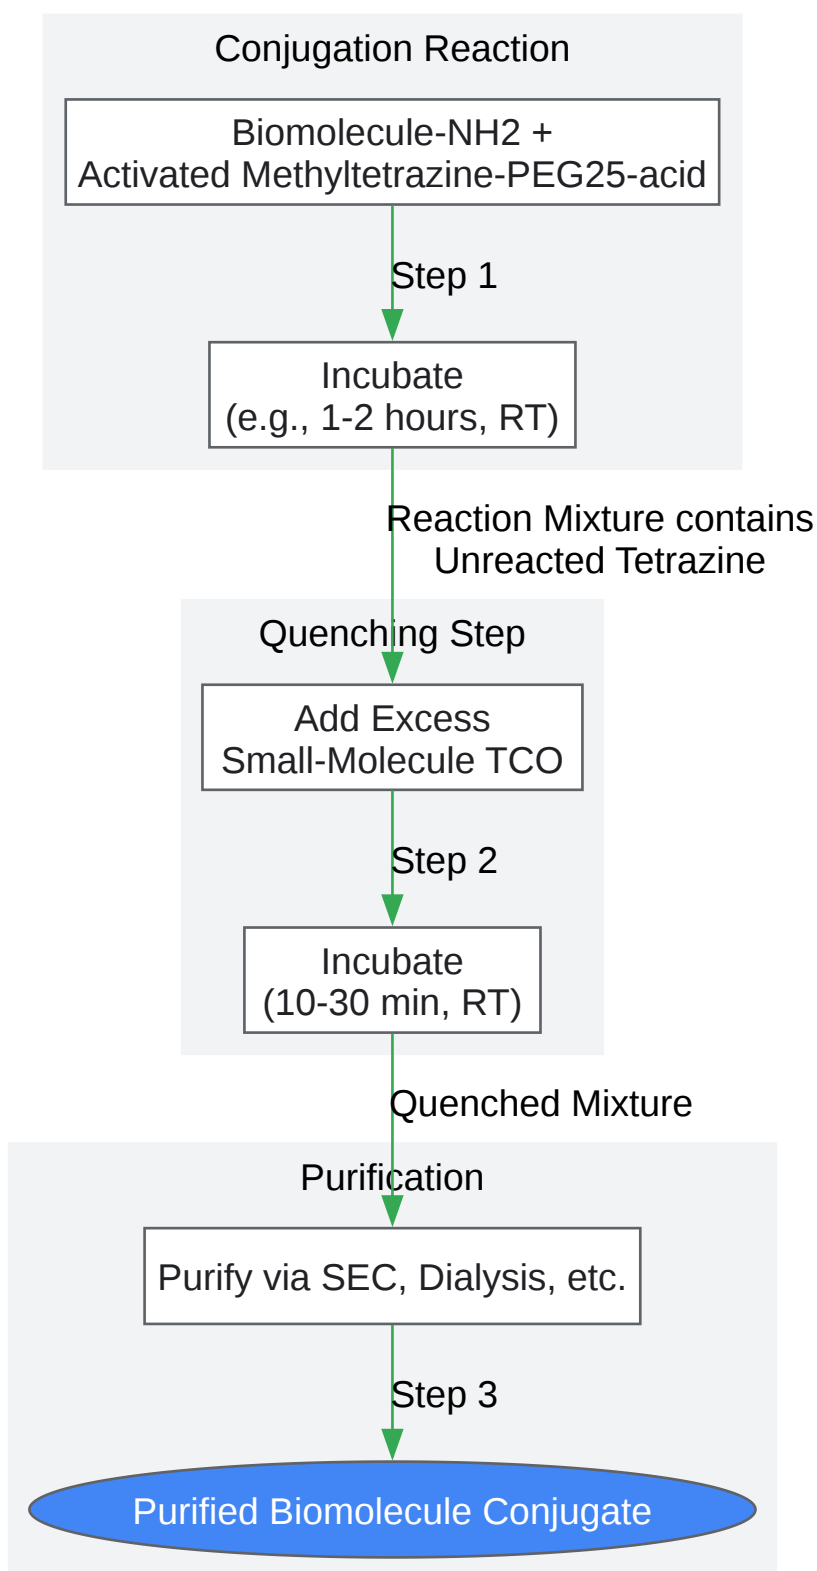 Conjugation Reaction
Biomolecule-NH2 +
Activated Methyltetrazine-PEG25-acid
Step 1
Incubate
(e.g., 1-2 hours, RT)
Reaction Mixture contains
Unreacted Tetrazine
Quenching Step
Add Excess
Small-Molecule TCO
Step 2
Incubate
(10-30 min, RT)
Quenched Mixture
Purification
Purify via SEC, Dialysis, etc.
Step 3
Purified Biomolecule Conjugate